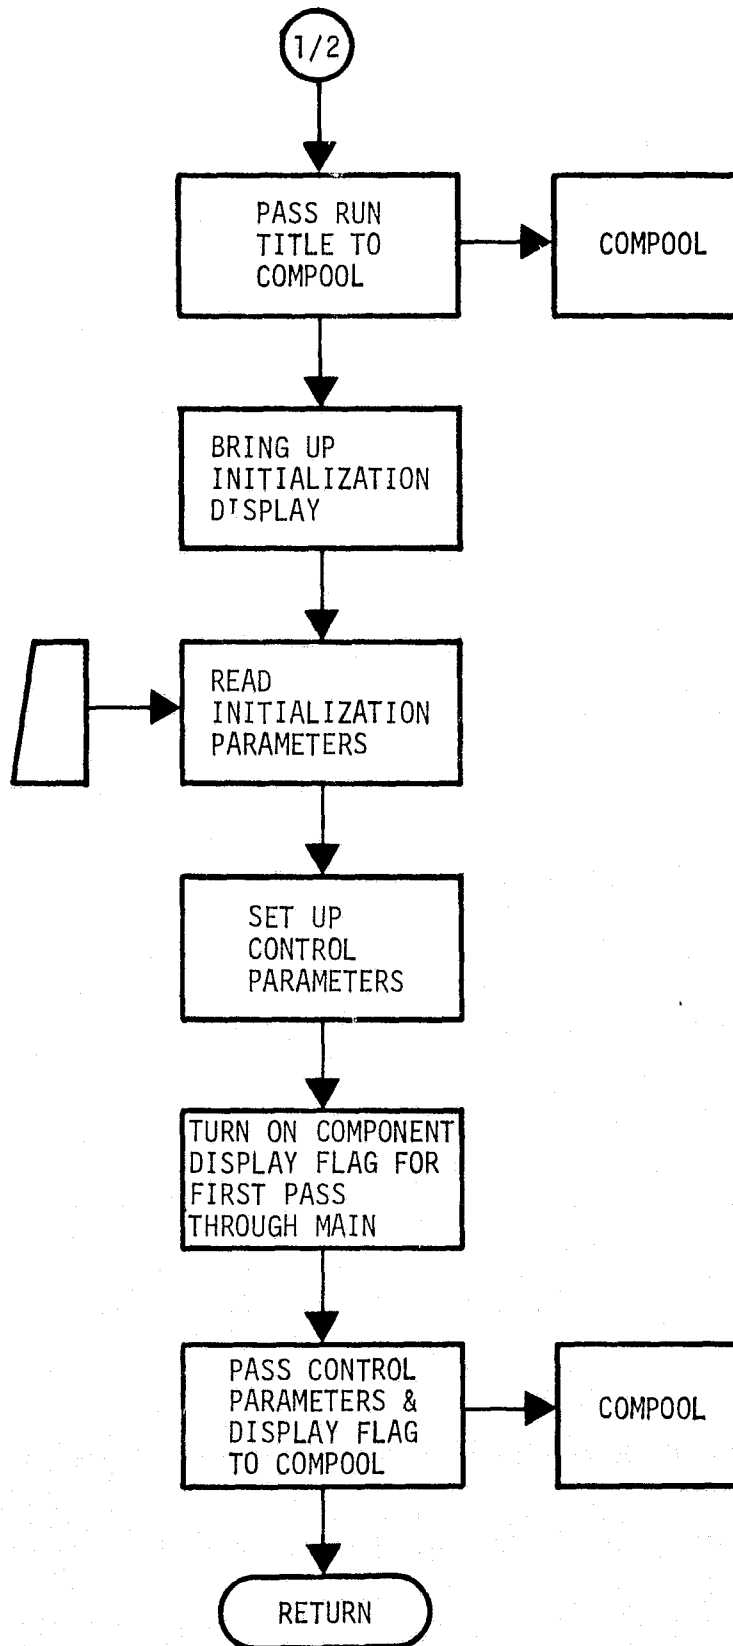 1/2
PASS RUN
TITLE TO
COMPOOL
COMPOOL
BRING UP
INITIALIZATION
DISPLAY
READ
INITIALIZATION
PARAMETERS
SET UP
CONTROL
PARAMETERS
TURN ON COMPONENT
DISPLAY FLAG FOR
FIRST PASS
THROUGH MAIN
PASS CONTROL
PARAMETERS &
DISPLAY FLAG
TO COMPOOL
COMPOOL
RETURN